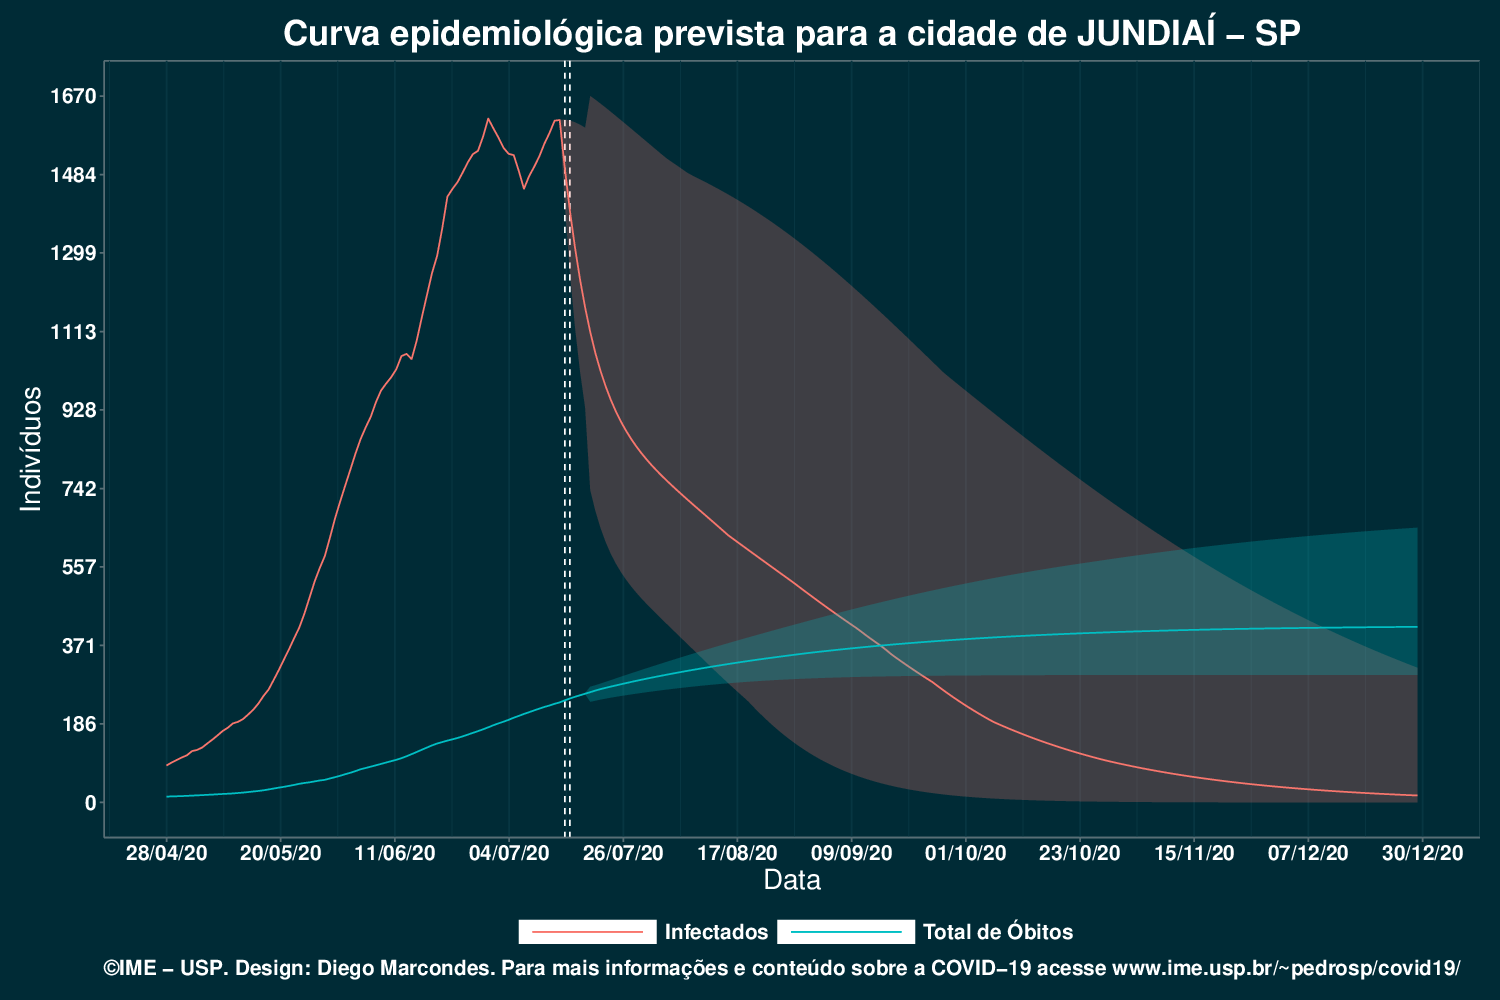 Curva epidemiológica prevista para a cidade de JUNDIAÍ – SP
Indivíduos
1670
1484
1299
1113
928
742
557
371
186
0
28/04/20 20/05/20 11/06/20 04/07/20 26/07/20 17/08/20 09/09/20 01/10/20 23/10/20 15/11/20 07/12/20 30/12/20
Data
Infectados Total de Óbitos
©IME – USP. Design: Diego Marcondes. Para mais informações e conteúdo sobre a COVID–19 acesse www.ime.usp.br/~pedrosp/covid19/